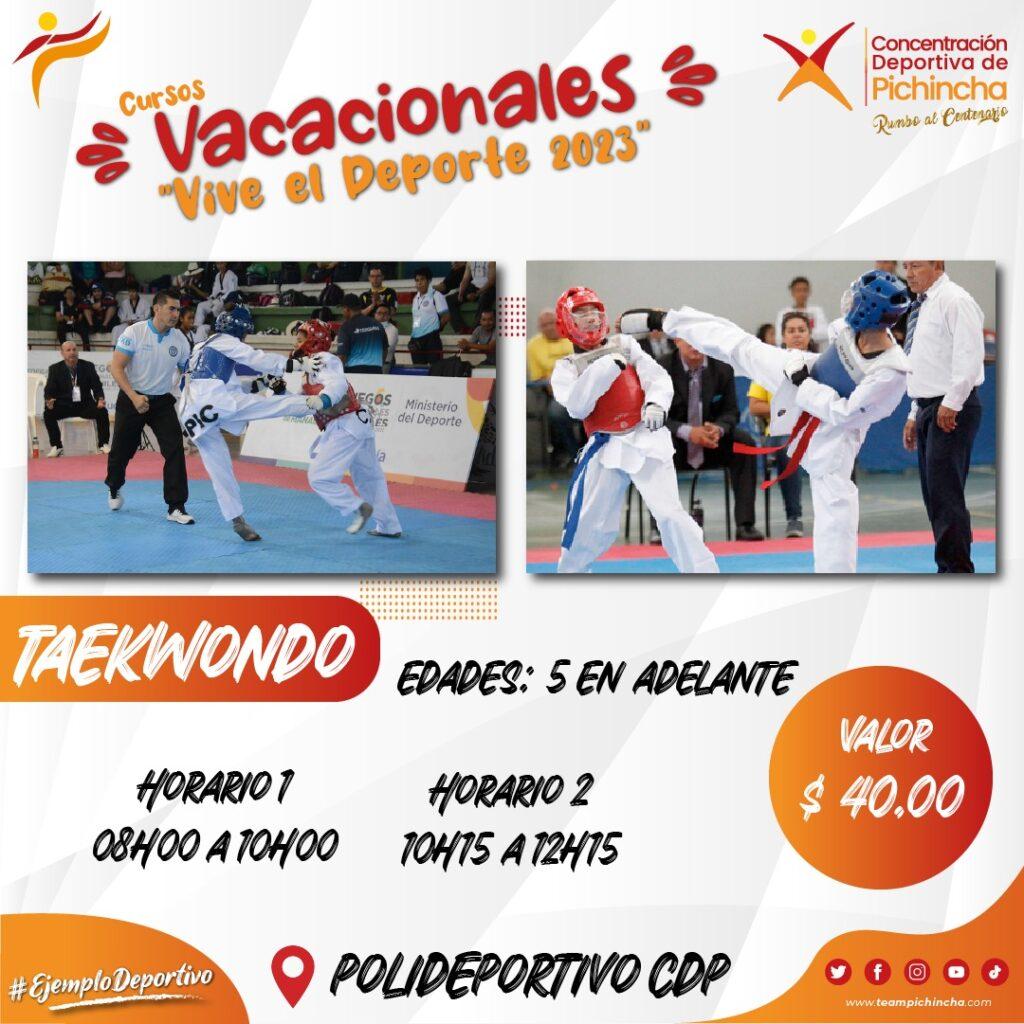 Cursos
Vacacionales
"Vive el Deporte 2023"
Concentración
Deportiva de
Pichincha
Rumbo al Centenario
Ministerio
del Deporte
PIC
TAEKWONDO
EDADES: 5 EN ADELANTE
VALOR
$ 40,00
HORARIO 1
08H00 A 10H00
HORARIO 2
10H15 A 12H15
#EjemploDeportivo
POLIDEPORTIVO CDP
www.teampichincha.com